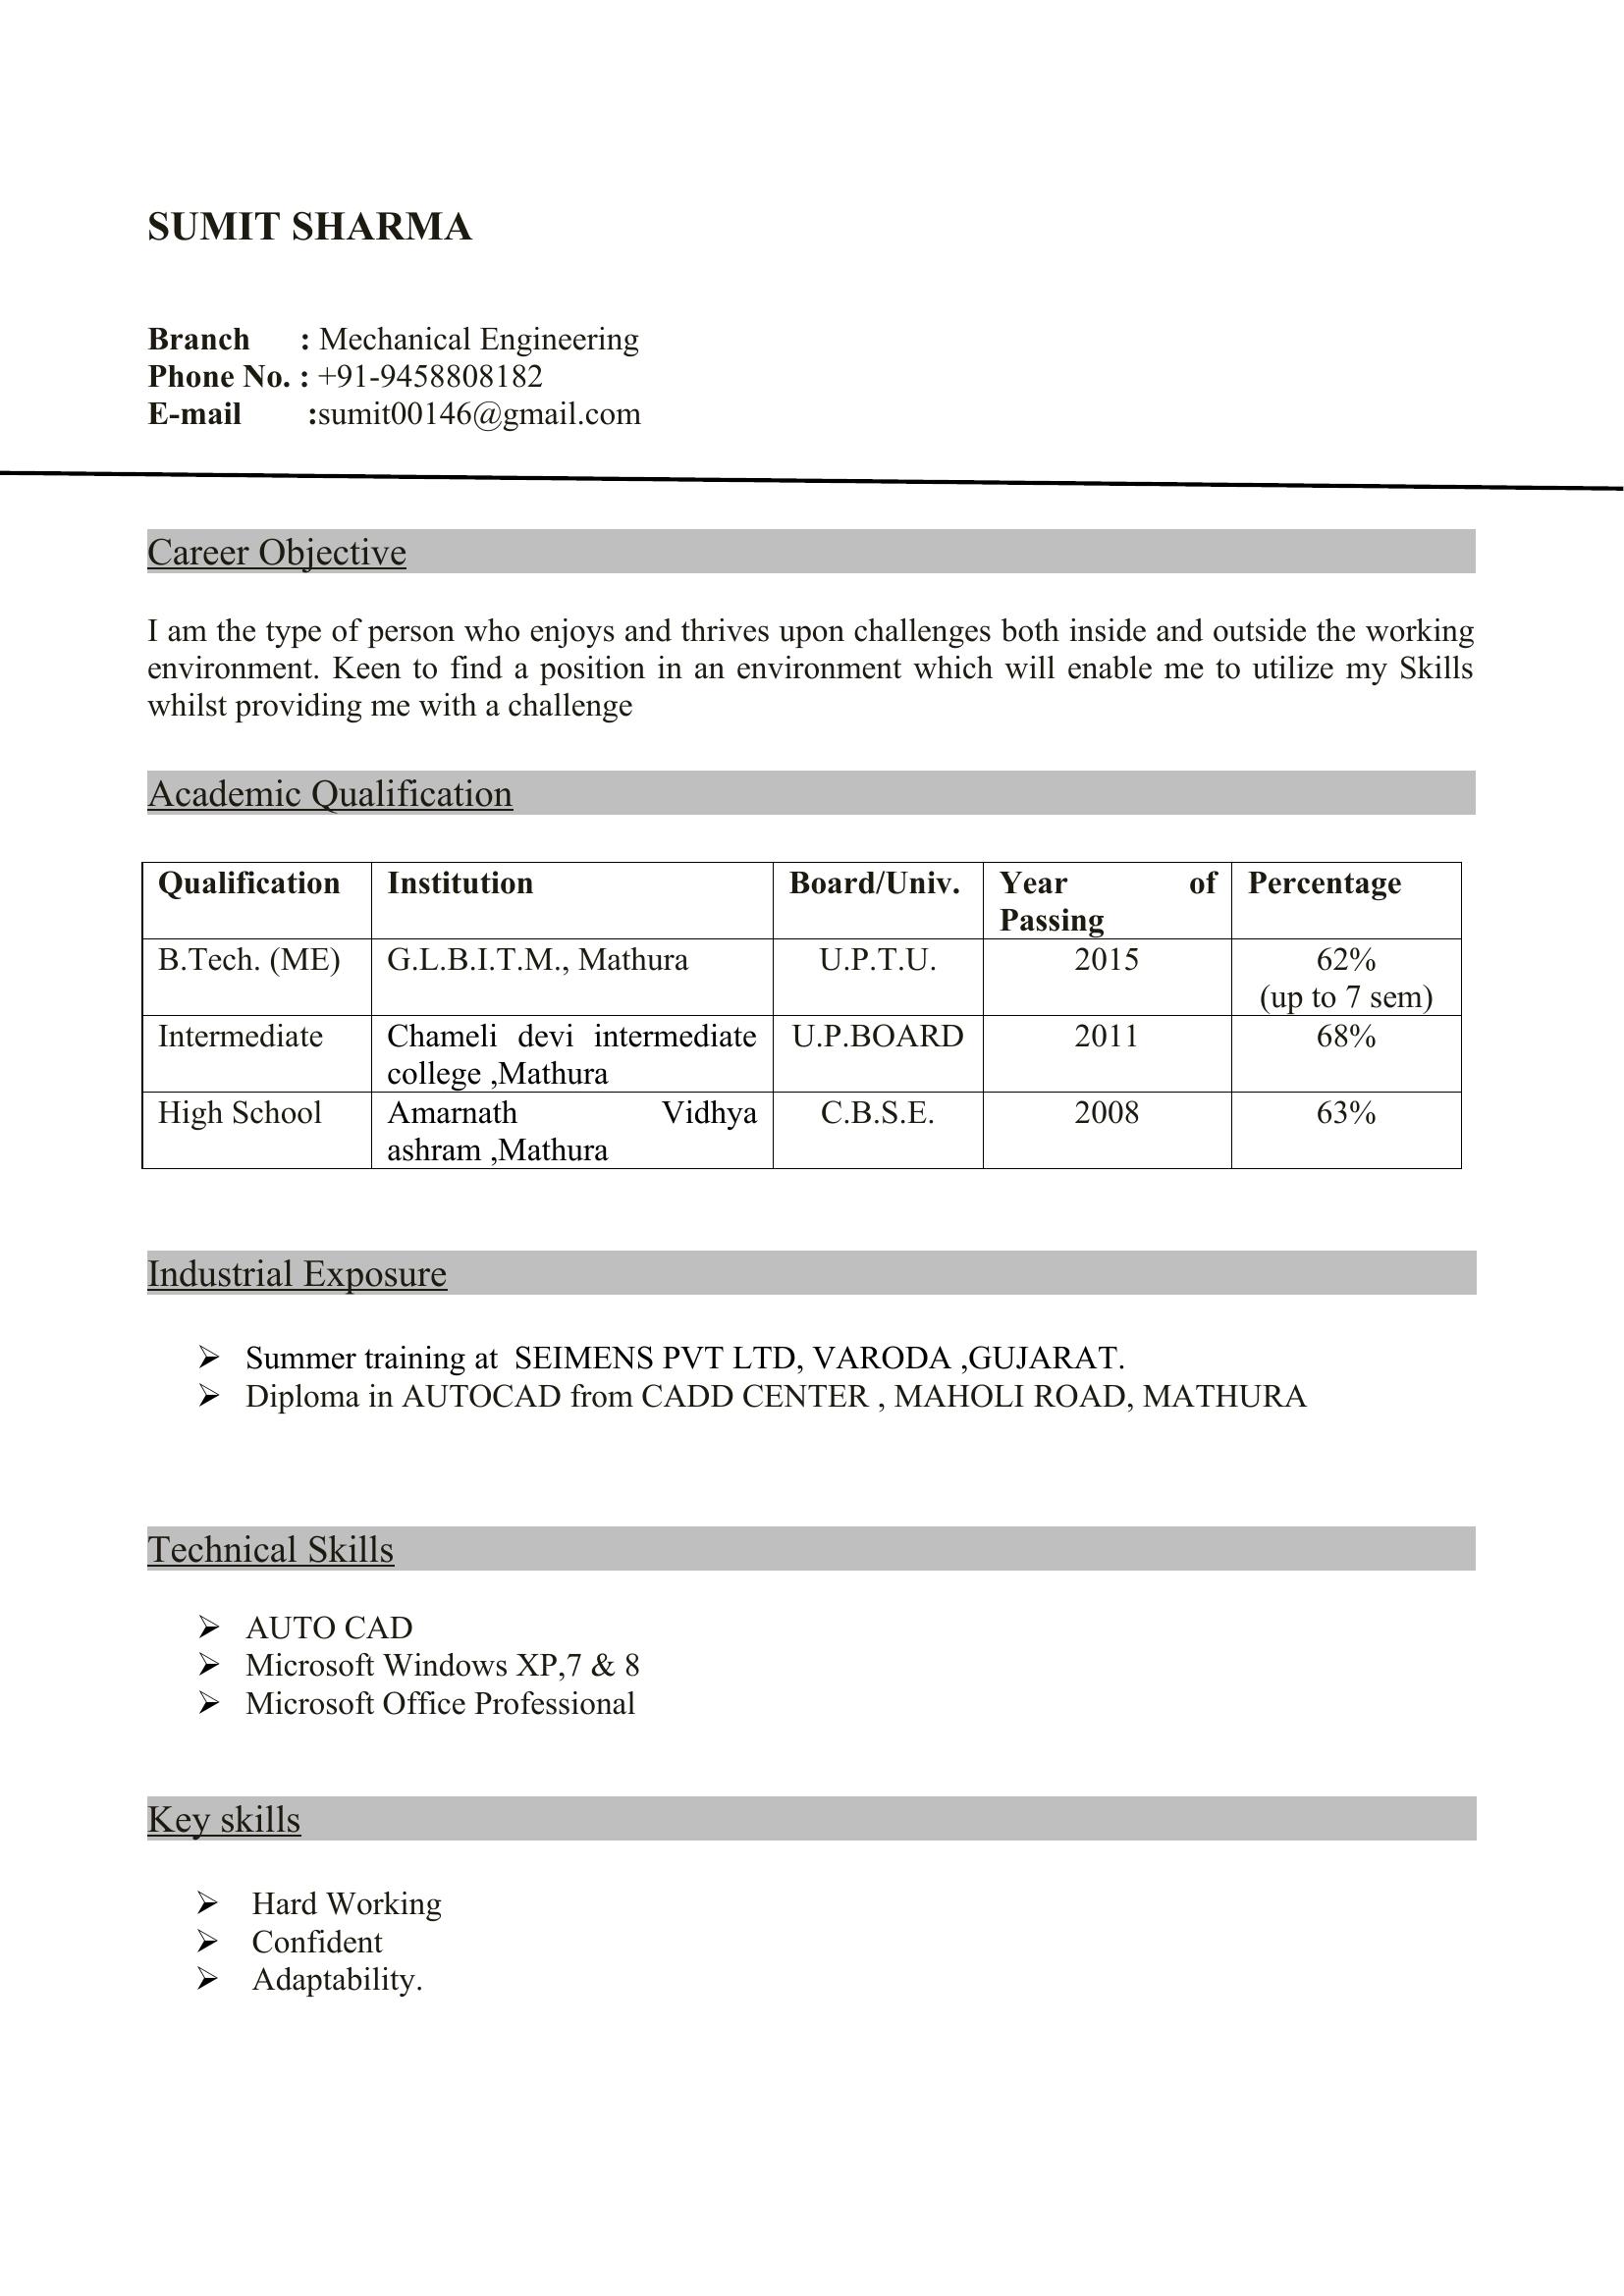 SUMIT SHARMA
Branch : Mechanical Engineering
Phone No. : +91-9458808182
E-mail :sumit00146@gmail.com
Career Objective
I am the type of person who enjoys and thrives upon challenges both inside and outside the working
environment. Keen to find a position in an environment which will enable me to utilize my Skills
whilst providing me with a challenge
Academic Qualification
Qualification Institution Board/Univ. Year of Percentage
Passing
B.Tech. (ME) G.L.B.I.T.M., Mathura U.P.T.U. 2015 62%
(up to 7 sem)
Intermediate Chameli devi intermediate U.P.BOARD 2011 68%
college ,Mathura
High School Amarnath Vidhya C.B.S.E. 2008 63%
ashram ,Mathura
Industrial Exposure
➢ Summer training at SEIMENS PVT LTD, VARODA ,GUJARAT.
➢ Diploma in AUTOCAD from CADD CENTER , MAHOLI ROAD, MATHURA
Technical Skills
➢ AUTO CAD
➢ Microsoft Windows XP,7 & 8
➢ Microsoft Office Professional
Key skills
➢ Hard Working
➢ Confident
➢ Adaptability.